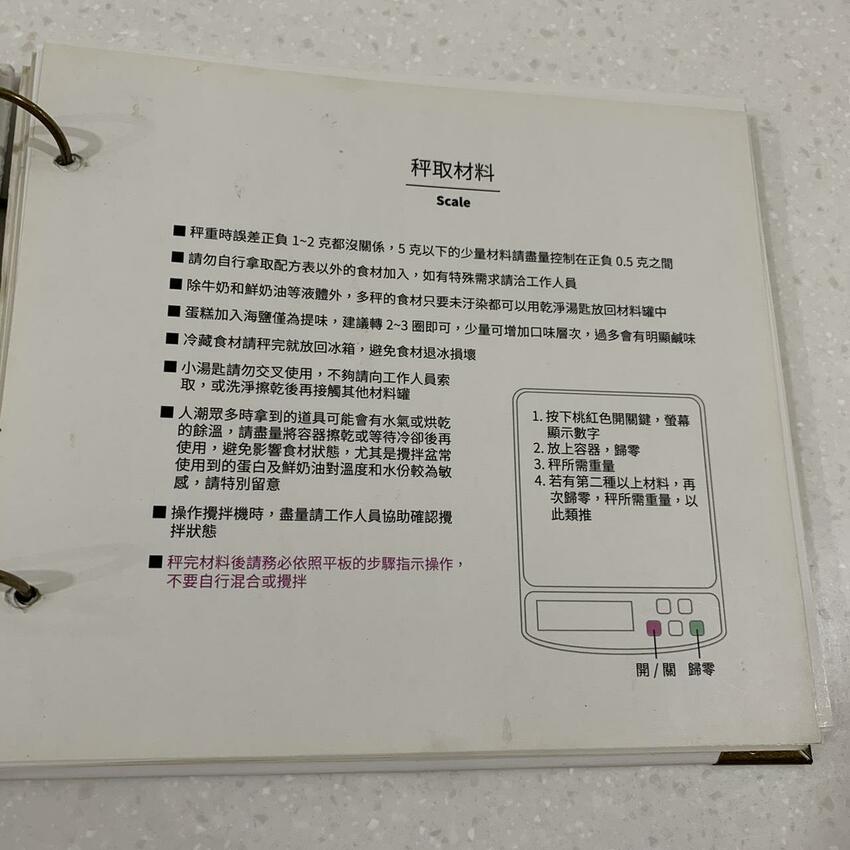 秤取材料
Scale
■ 秤重時誤差正負 1~2 克都沒關係，5 克以下的少量材料請盡量控制在正負 0.5 克之間
■ 請勿自行拿取配方表以外的食材加入，如有特殊需求請洽工作人員
■ 除牛奶和鮮奶油等液體外，多秤的食材只要未汙染都可以用乾淨湯匙放回材料罐中
■ 蛋糕加入海鹽僅為提味，建議轉 2~3 圈即可，少量可增加口味層次，過多會有明顯鹹味
■ 冷藏食材請秤完就放回冰箱，避免食材退冰損壞
■ 小湯匙請勿交叉使用，不夠請向工作人員索
取，或洗淨擦乾後再接觸其他材料罐
■ 人潮眾多時拿到的道具可能會有水氣或烘乾
的餘溫，請盡量將容器擦乾或等待冷卻後再
使用，避免影響食材狀態，尤其是攪拌盆常
使用到的蛋白及鮮奶油對溫度和水份較為敏
感，請特別留意
■ 操作攪拌機時，盡量請工作人員協助確認攪
拌狀態
■ 秤完材料後請務必依照平板的步驟指示操作，
不要自行混合或攪拌
1. 按下桃紅色開關鍵，螢幕
顯示數字
2. 放上容器，歸零
3. 秤所需重量
4. 若有第二種以上材料，再
次歸零，秤所需重量，以
此類推
開 / 關 歸零